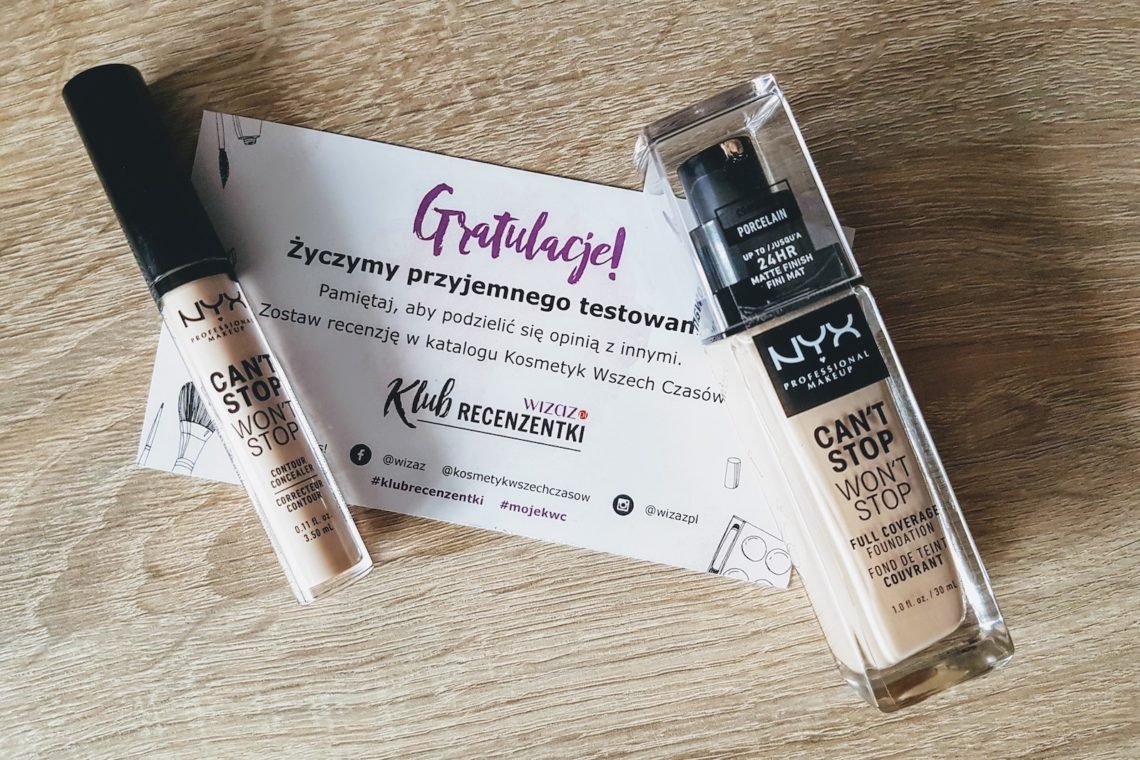 NYX
PROFESSIONAL
MAKEUP
CAN'T
STOP
WON'T
STOP
CONTOUR
CONCEALER
CORRECTEUR
CONTOUR
0.11 fl. oz.
3.50 mL
Gratulacje!
Życzymy przyjemnego testowan
Pamiętaj, aby podzielić się opinią z innymi.
Zostaw recenzję w katalogu Kosmetyk Wszech Czasów
wizaz.pl
Klub RECENZENTKI
@wizaz @kosmetykwszechczasow @wizazpl
#klubrecenzentki #mojekwc
PORCELAIN
UP TO / JUSQU'A
24HR
MATTE FINISH
FINI MAT
NYX
PROFESSIONAL
MAKEUP
CAN'T
STOP
WON'T
STOP
FULL COVERAGE
FOUNDATION
FOND DE TEINT
COUVRANT
1.0 fl. oz. / 30 mL